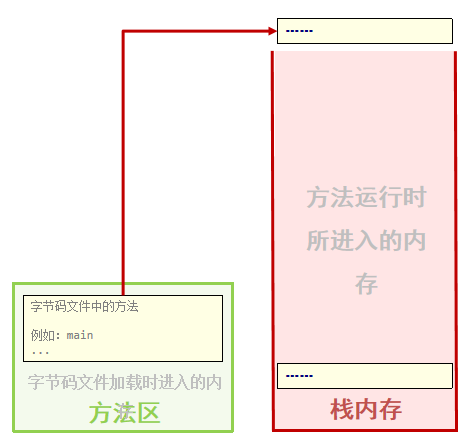 ……
方法运行时
所进入的内
存
字节码文件中的方法
例如：main
...
……
字节码文件加载时进入的内
存
方法区
栈内存